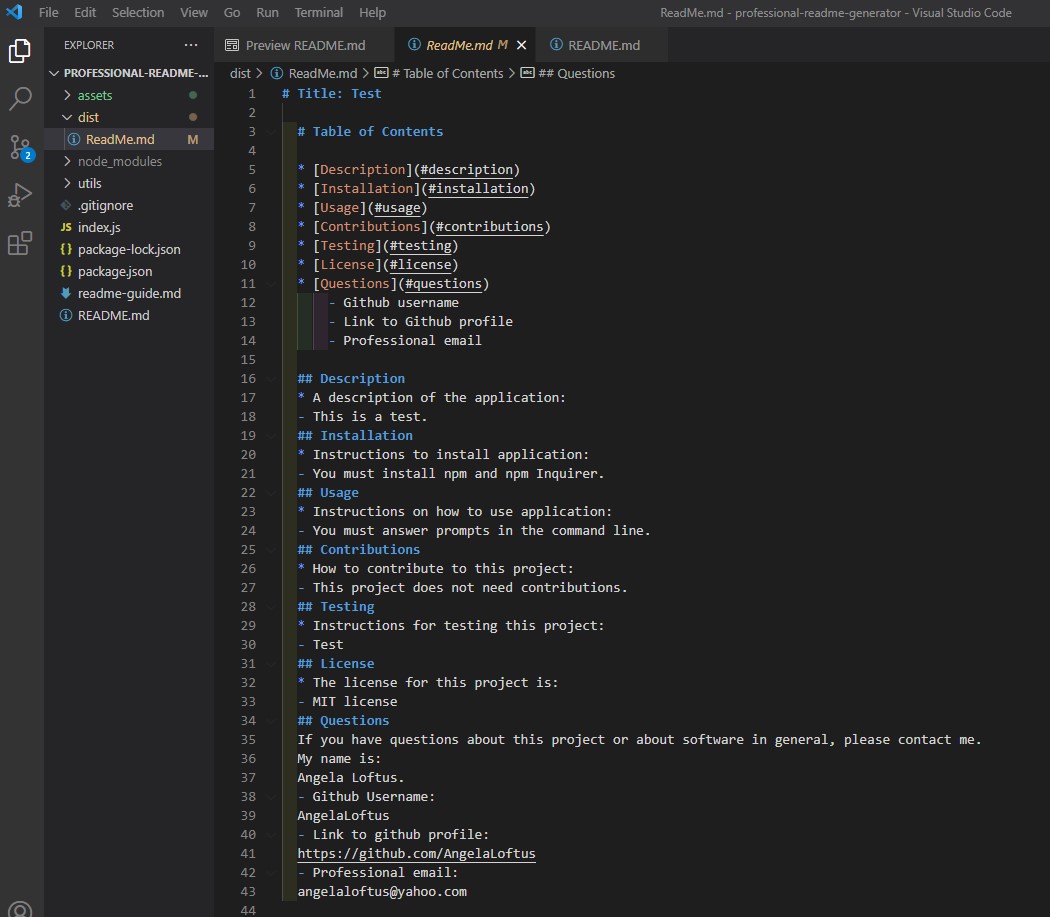 File Edit Selection View Go Run Terminal Help
ReadMe.md - professional-readme-generator - Visual Studio Code
EXPLORER ...
PROFESSIONAL-README-...
assets
dist
ReadMe.md M
node_modules
utils
.gitignore
JS index.js
{} package-lock.json
{} package.json
readme-guide.md
README.md
2
Preview README.md
ReadMe.md M
README.md
dist > ReadMe.md > # Table of Contents > ## Questions
1 # Title: Test
2
3 # Table of Contents
4
5 * [Description](#description)
6 * [Installation](#installation)
7 * [Usage](#usage)
8 * [Contributions](#contributions)
9 * [Testing](#testing)
10 * [License](#license)
11 * [Questions](#questions)
12 - Github username
13 - Link to Github profile
14 - Professional email
15
16 ## Description
17 * A description of the application:
18 - This is a test.
19 ## Installation
20 * Instructions to install application:
21 - You must install npm and npm Inquirer.
22 ## Usage
23 * Instructions on how to use application:
24 - You must answer prompts in the command line.
25 ## Contributions
26 * How to contribute to this project:
27 - This project does not need contributions.
28 ## Testing
29 * Instructions for testing this project:
30 - Test
31 ## License
32 * The license for this project is:
33 - MIT license
34 ## Questions
35 If you have questions about this project or about software in general, please contact me.
36 My name is:
37 Angela Loftus.
38 - Github Username:
39 AngelaLoftus
40 - Link to github profile:
41 https://github.com/AngelaLoftus
42 - Professional email:
43 angelaloftus@yahoo.com
44